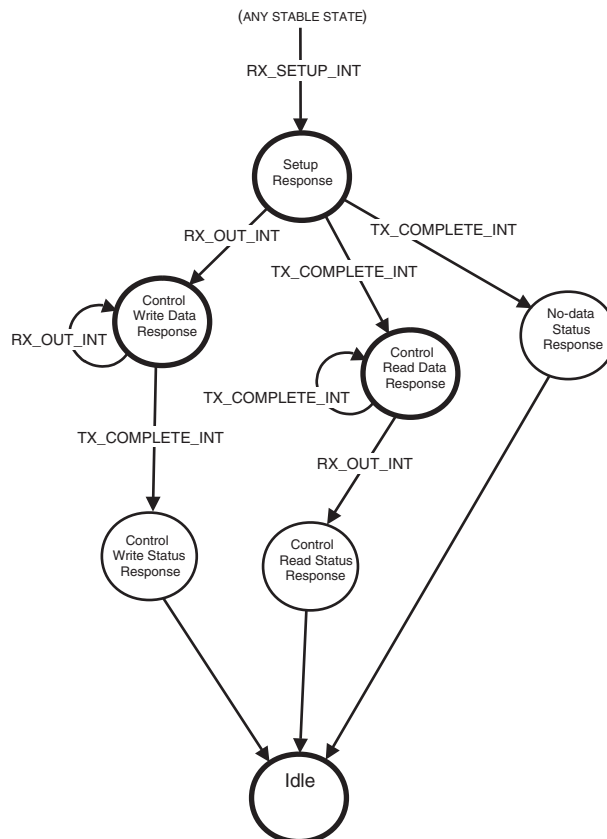 (ANY STABLE STATE)
RX_SETUP_INT
Setup
Response
RX_OUT_INT
TX_COMPLETE_INT
TX_COMPLETE_INT
Control
Write Data
Response
RX_OUT_INT
No-data
Status
Response
Control
Read Data
Response
TX_COMPLETE_INT
TX_COMPLETE_INT
RX_OUT_INT
Control
Write Status
Response
Control
Read Status
Response
Idle